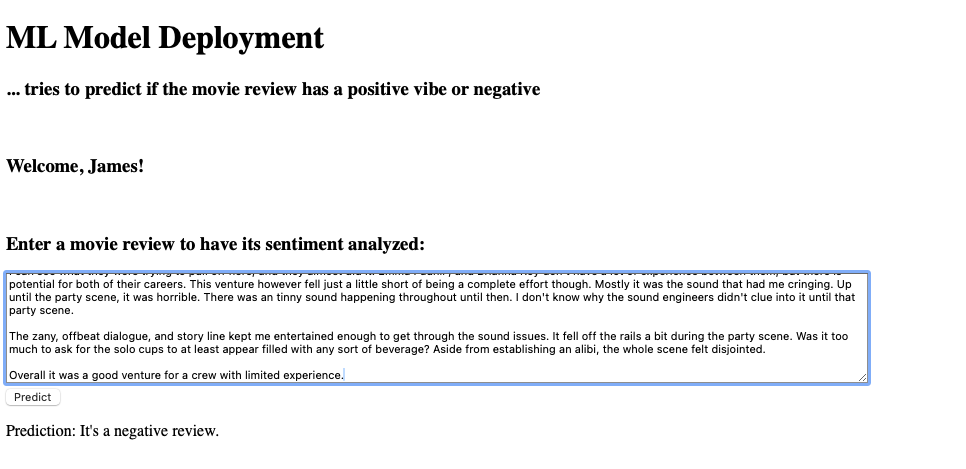 ML Model Deployment
... tries to predict if the movie review has a positive vibe or negative
Welcome, James!
Enter a movie review to have its sentiment analyzed:
potential for both of their careers. This venture however fell just a little short of being a complete effort though. Mostly it was the sound that had me cringing. Up
until the party scene, it was horrible. There was an tinny sound happening throughout until then. I don't know why the sound engineers didn't clue into it until that
party scene.
The zany, offbeat dialogue, and story line kept me entertained enough to get through the sound issues. It fell off the rails a bit during the party scene. Was it too
much to ask for the solo cups to at least appear filled with any sort of beverage? Aside from establishing an alibi, the whole scene felt disjointed.
Overall it was a good venture for a crew with limited experience.
Predict
Prediction: It's a negative review.